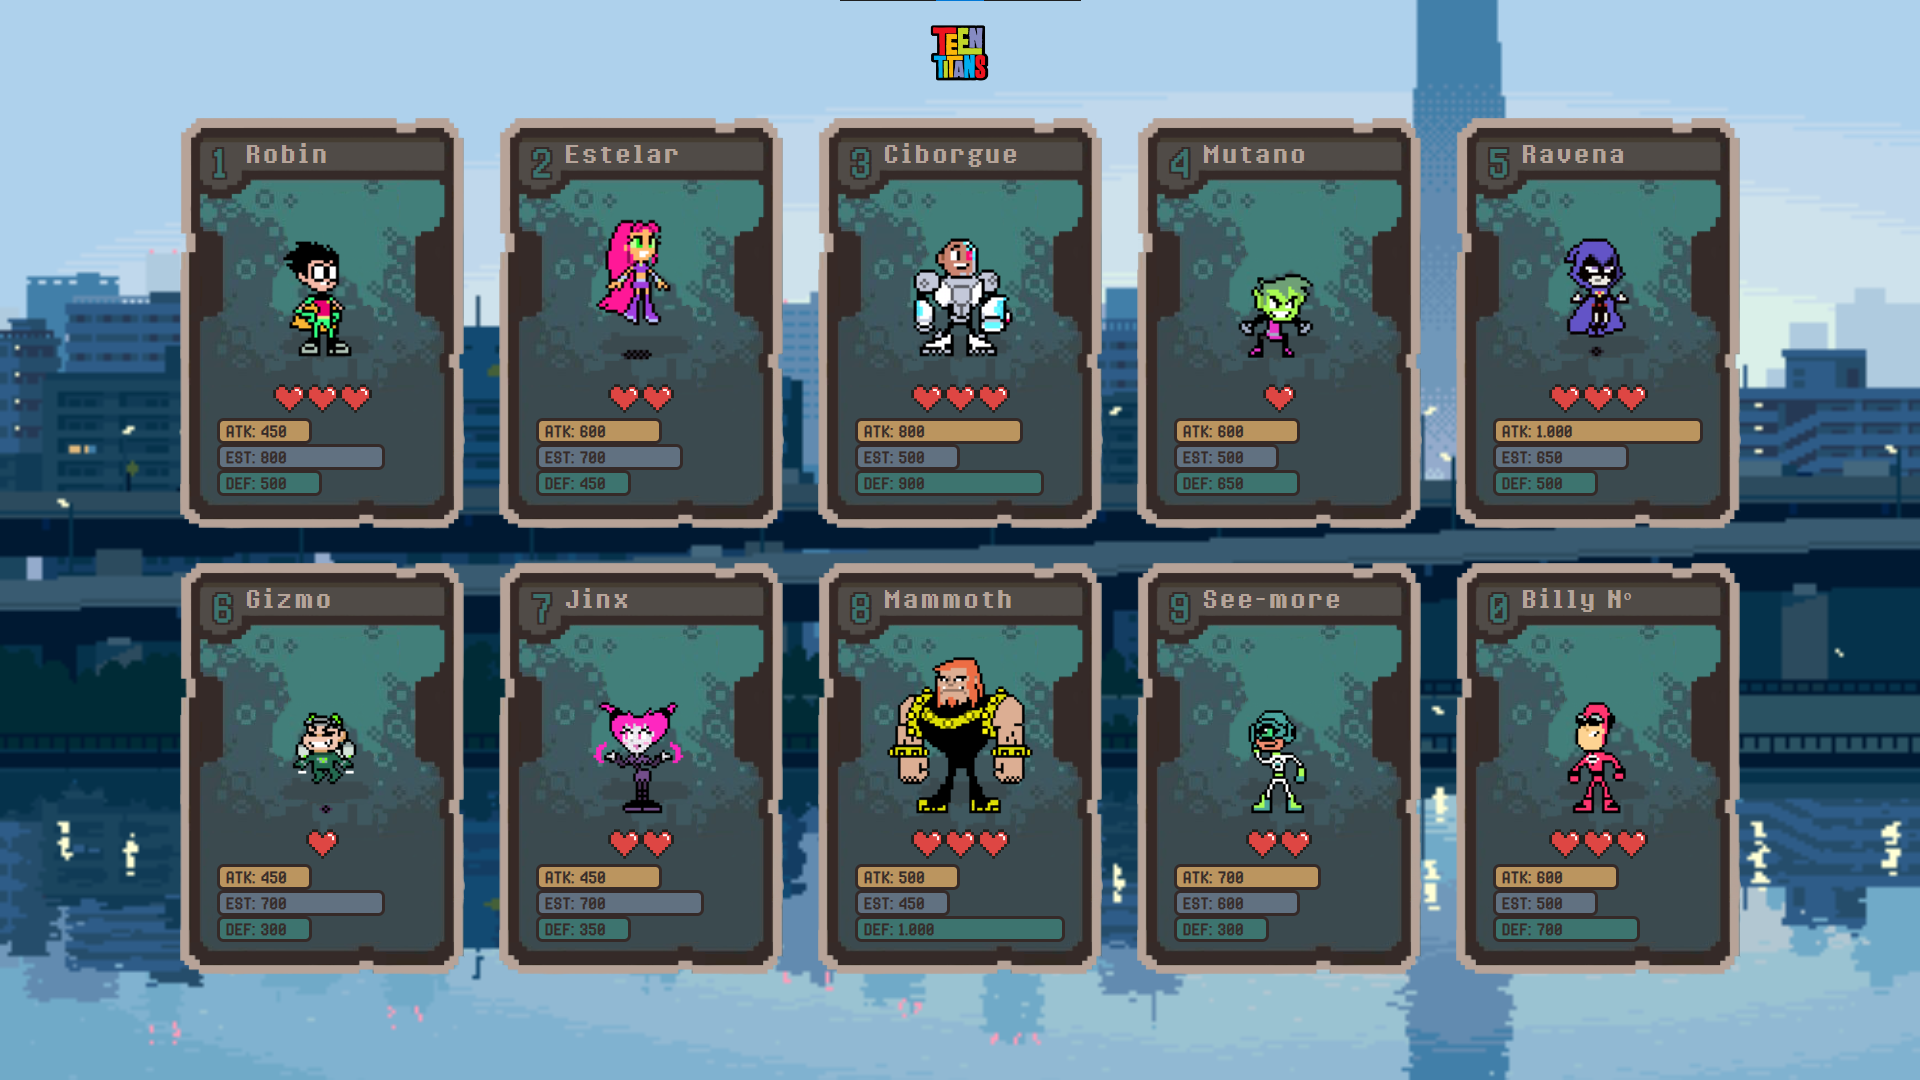 TEEN
TITANS
1 Robin
ATK: 450
EST: 800
DEF: 500
2 Estelar
ATK: 600
EST: 700
DEF: 450
3 Ciborgue
ATK: 800
EST: 500
DEF: 900
4 Mutano
ATK: 600
EST: 500
DEF: 650
5 Ravena
ATK: 1.000
EST: 650
DEF: 500
6 Gizmo
ATK: 450
EST: 700
DEF: 300
7 Jinx
ATK: 450
EST: 700
DEF: 350
8 Mammoth
ATK: 500
EST: 450
DEF: 1.000
9 See-more
ATK: 700
EST: 600
DEF: 300
0 Billy Nº
ATK: 600
EST: 500
DEF: 700